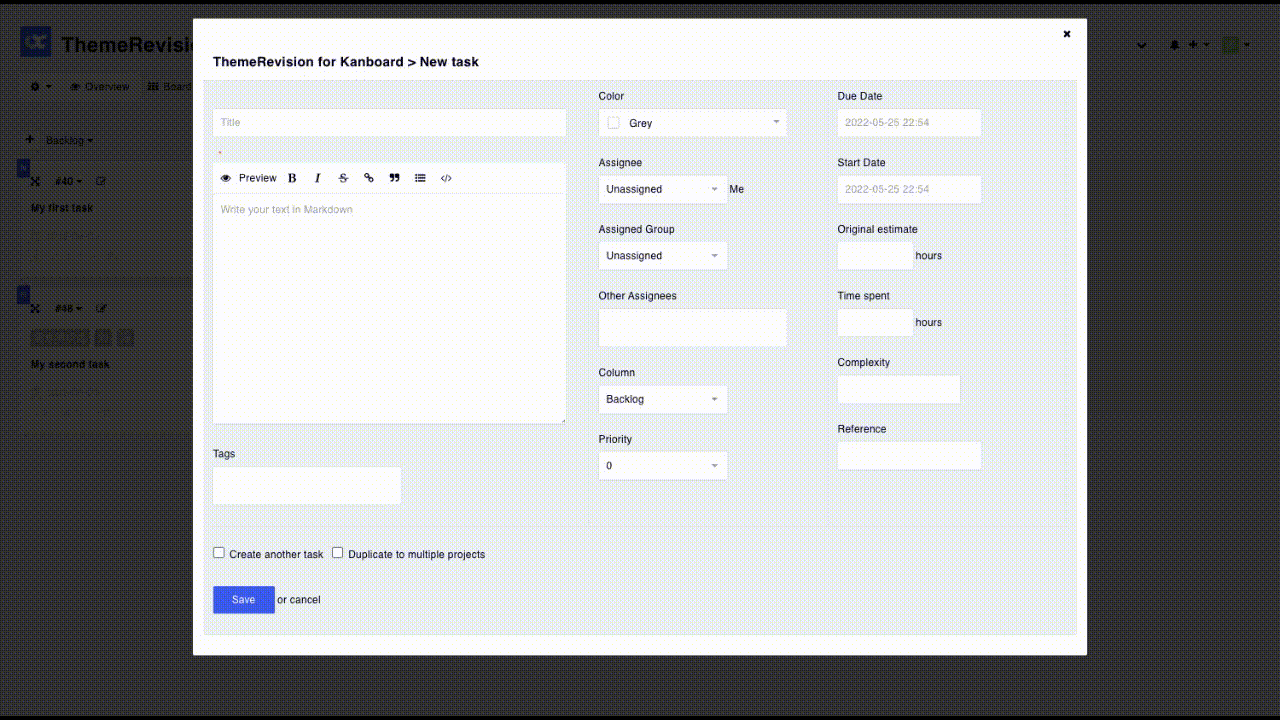 ThemeRevisi
Overview
Board
Backlog
#40
My first task
#48
My second task
ThemeRevision for Kanboard > New task
Title
*
Preview B I S
Write your text in Markdown
Tags
Create another task Duplicate to multiple projects
Save or cancel
Color
Grey
Assignee
Unassigned Me
Assigned Group
Unassigned
Other Assignees
Column
Backlog
Priority
0
Due Date
2022-05-25 22:54
Start Date
2022-05-25 22:54
Original estimate
hours
Time spent
hours
Complexity
Reference